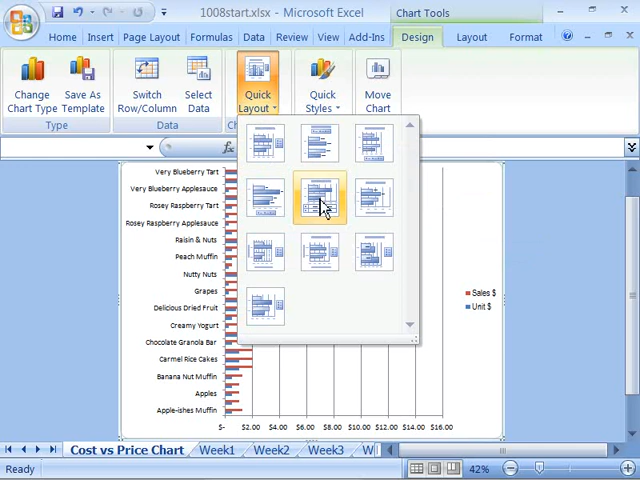 1008start.xlsx - Microsoft Excel
Chart Tools
Home Insert Page Layout Formulas Data Review View Add-Ins Design Layout Format
Change Chart Type
Save As Template
Switch Row/Column
Select Data
Quick Layout
Quick Styles
Move Chart
Type
Data
fx
Very Blueberry Tart
Very Blueberry Applesauce
Rosey Raspberry Tart
Rosey Raspberry Applesauce
Raisin & Nuts
Peach Muffin
Nutty Nuts
Grapes
Delicious Dried Fruit
Creamy Yogurt
Chocolate Granola Bar
Carmel Rice Cakes
Banana Nut Muffin
Apples
Apple-ishes Muffin
Sales $
Unit $
$- $2.00 $4.00 $6.00 $8.00 $10.00 $12.00 $14.00 $16.00
Cost vs Price Chart Week1 Week2 Week3 W
Ready
42%